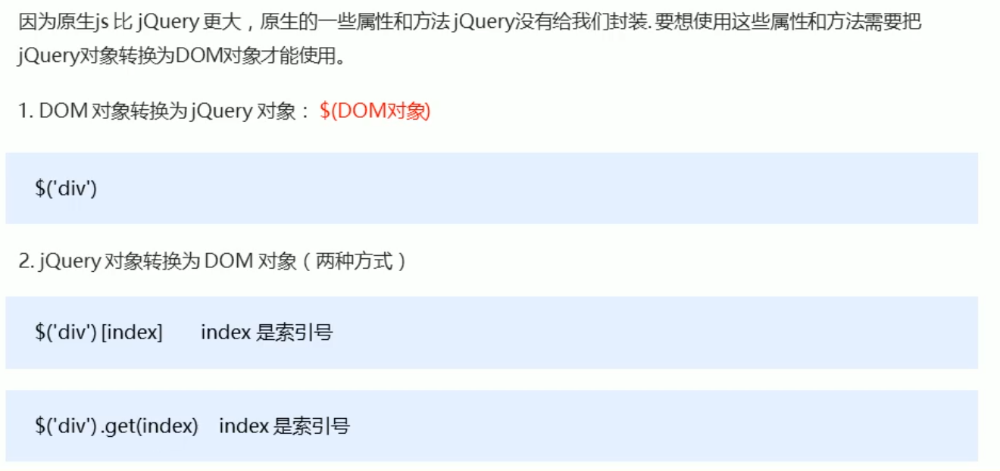 因为原生js 比 jQuery 更大，原生的一些属性和方法 jQuery没有给我们封装. 要想使用这些属性和方法需要把
jQuery对象转换为DOM对象才能使用。
1. DOM 对象转换为 jQuery 对象： $(DOM对象)
$('div')
2. jQuery 对象转换为 DOM 对象（两种方式）
$('div') [index] index 是索引号
$('div') .get(index) index 是索引号